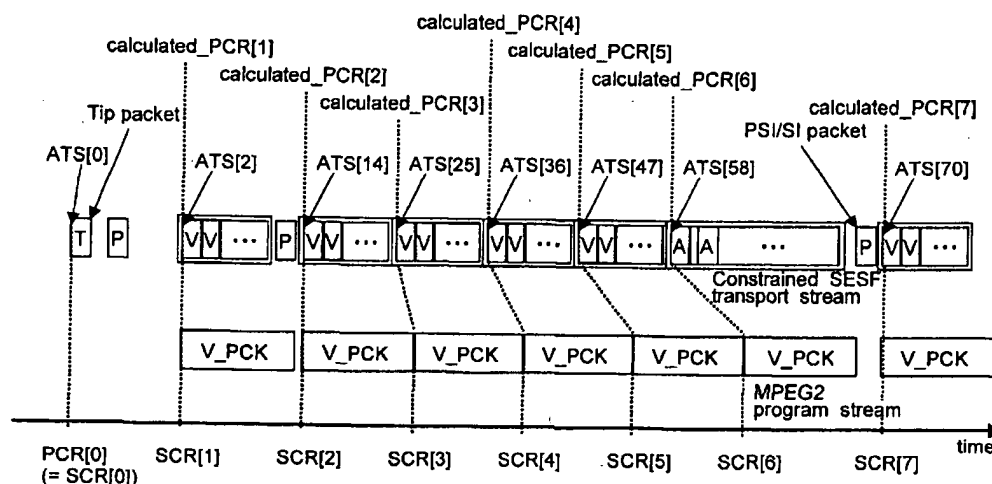 calculated_PCR[4]
calculated_PCR[1]
calculated_PCR[5]
calculated_PCR[2]
calculated_PCR[6]
calculated_PCR[3]
calculated_PCR[7]
Tip packet
PSI/SI packet
ATS[0]
ATS[2]
ATS[14]
ATS[25]
ATS[36]
ATS[47]
ATS[58]
ATS[70]
T P V V ... P V V ... V V ... V V ... V V ... A A ... P V V ...
Constrained SESF
transport stream
V_PCK V_PCK V_PCK V_PCK V_PCK V_PCK V_PCK
MPEG2
program stream
time
PCR[0] SCR[1] SCR[2] SCR[3] SCR[4] SCR[5] SCR[6] SCR[7]
(= SCR[0])